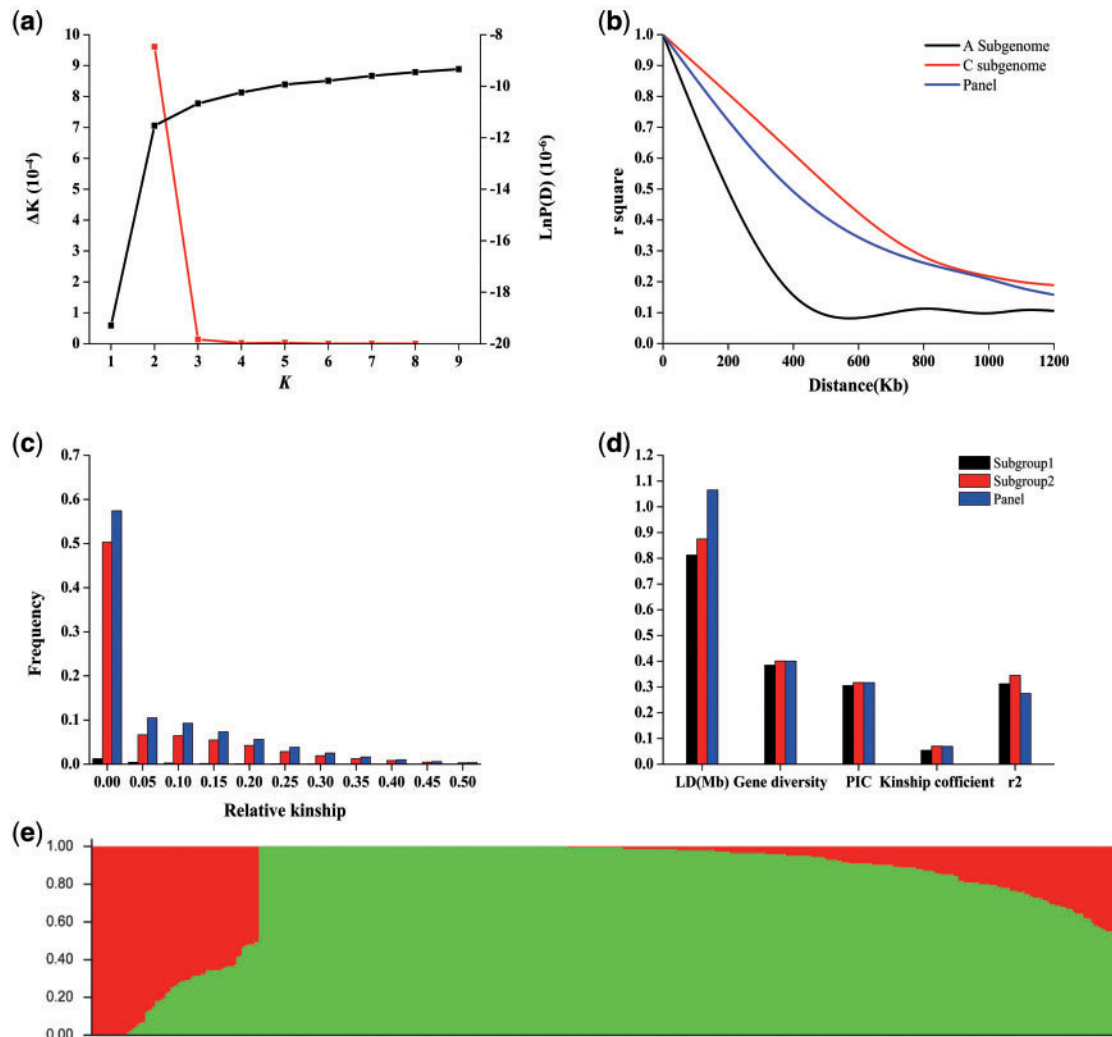 (a)
10
9
8
7
6
5
4
3
2
1
0
ΔK (10⁻⁴)
-8
-10
-12
-14
-16
-18
-20
LnP(D) (10⁻⁶)
1 2 3 4 5 6 7 8 9
K
(b)
1.0
0.9
0.8
0.7
0.6
0.5
0.4
0.3
0.2
0.1
0.0
r square
A Subgenome
C subgenome
Panel
0 200 400 600 800 1000 1200
Distance(Kb)
(c)
0.7
0.6
0.5
0.4
0.3
0.2
0.1
0.0
Frequency
0.00 0.05 0.10 0.15 0.20 0.25 0.30 0.35 0.40 0.45 0.50
Relative kinship
(d)
1.2
1.1
1.0
0.9
0.8
0.7
0.6
0.5
0.4
0.3
0.2
0.1
0.0
Subgroup1
Subgroup2
Panel
LD(Mb) Gene diversity PIC Kinship cofficient r2
(e)
1.00
0.80
0.60
0.40
0.20
0.00